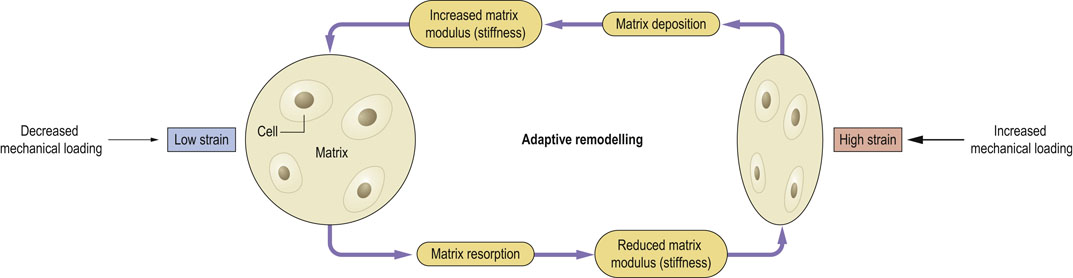 Increased matrix
modulus (stiffness)
Matrix deposition
Decreased
mechanical loading
Low strain
Cell
Matrix
Adaptive remodelling
High strain
Increased
mechanical loading
Matrix resorption
Reduced matrix
modulus (stiffness)